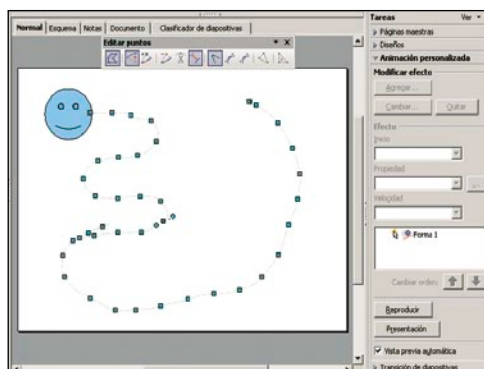 Normal Esquema Notas Documento Clasificador de diapositivas
Editar puntos
Tareas Ver
Páginas maestras
Diseños
Animación personalizada
Modificar efecto
Agregar...
Cambiar... Quitar
Efecto
Inicio
Propiedad
...
Velocidad
Forma 1
Cambiar orden:
Reproducir
Presentación
Vista previa automática
Transición de diapositivas